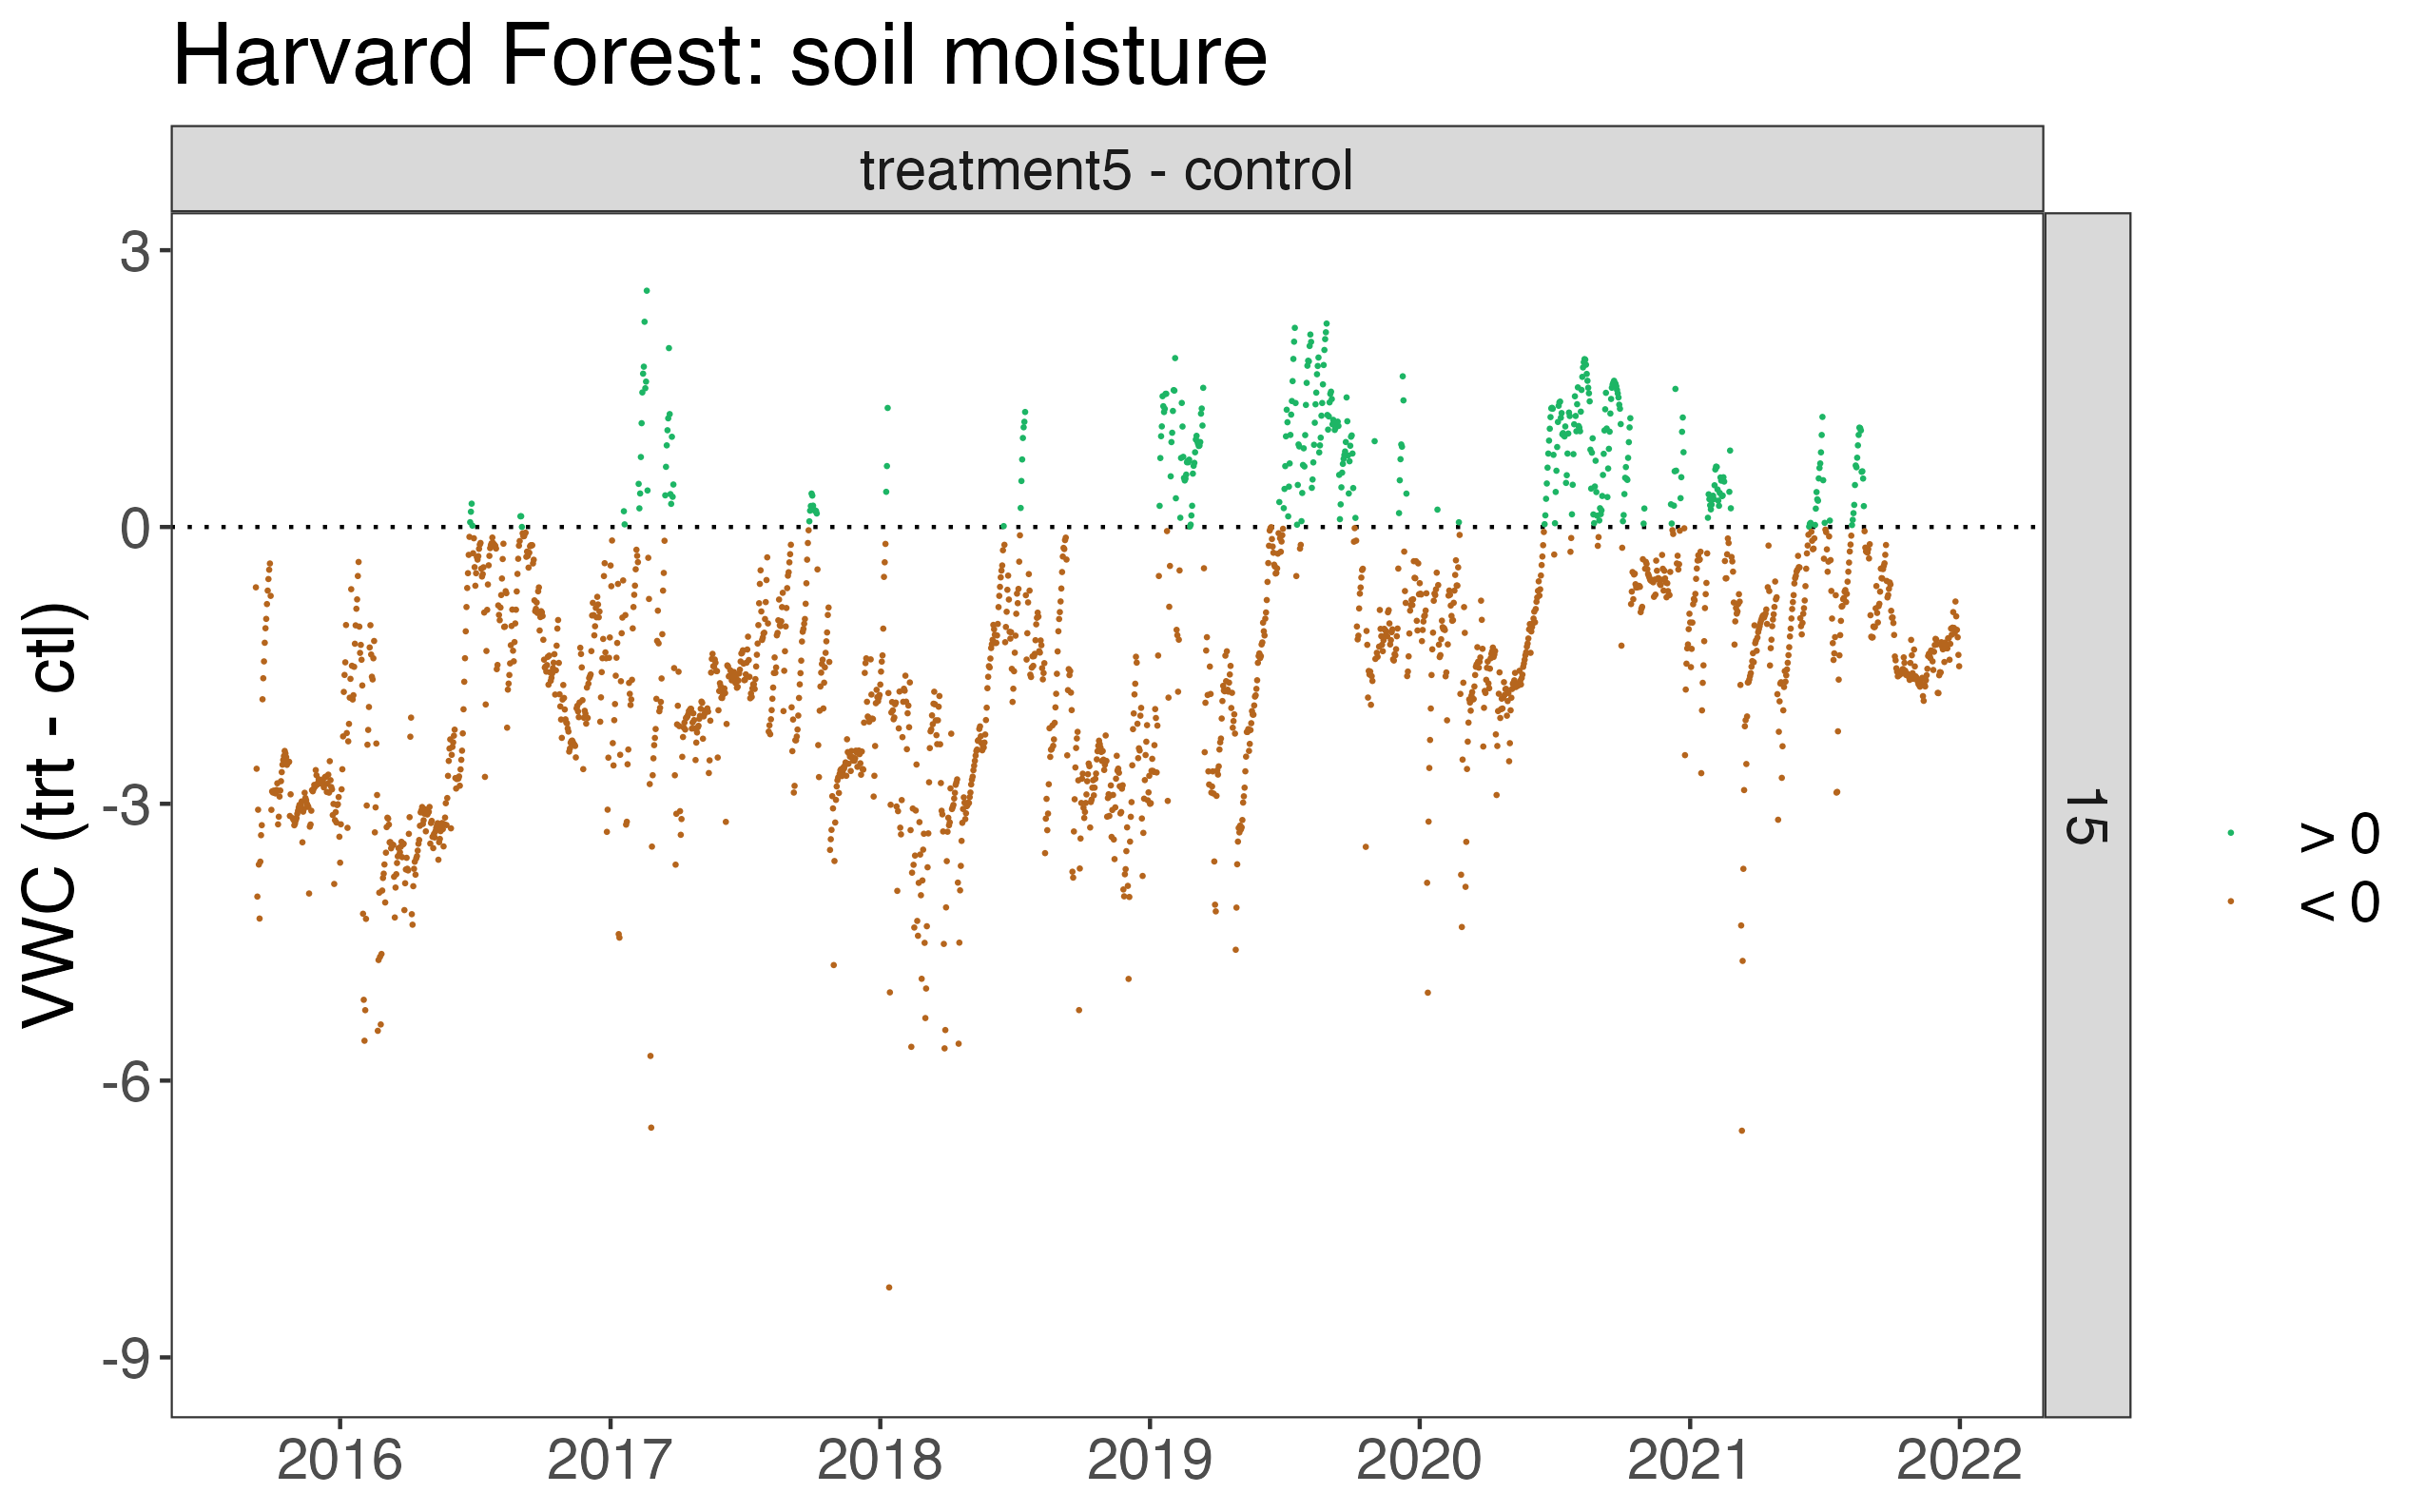 Harvard Forest: soil moisture
treatment5 - control
3
0
-3
-6
-9
VWC (trt - ctl)
15
> 0
< 0
2016 2017 2018 2019 2020 2021 2022